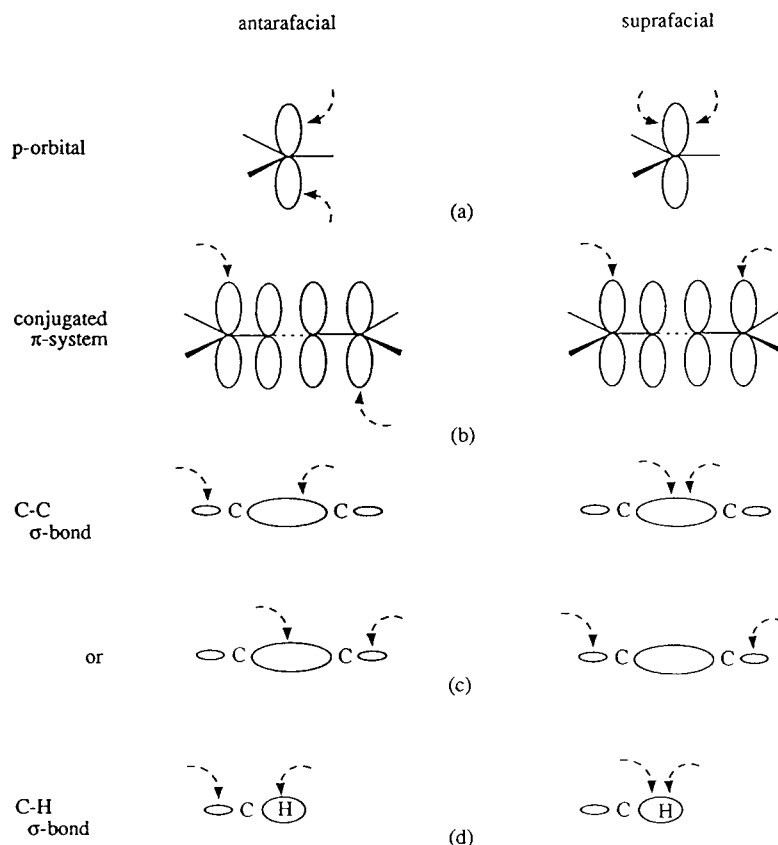 antarafacial suprafacial
p-orbital
(a)
conjugated
π-system
(b)
C-C
σ-bond
C C C C
or
C C C C
(c)
C-H
σ-bond
C H C H
(d)